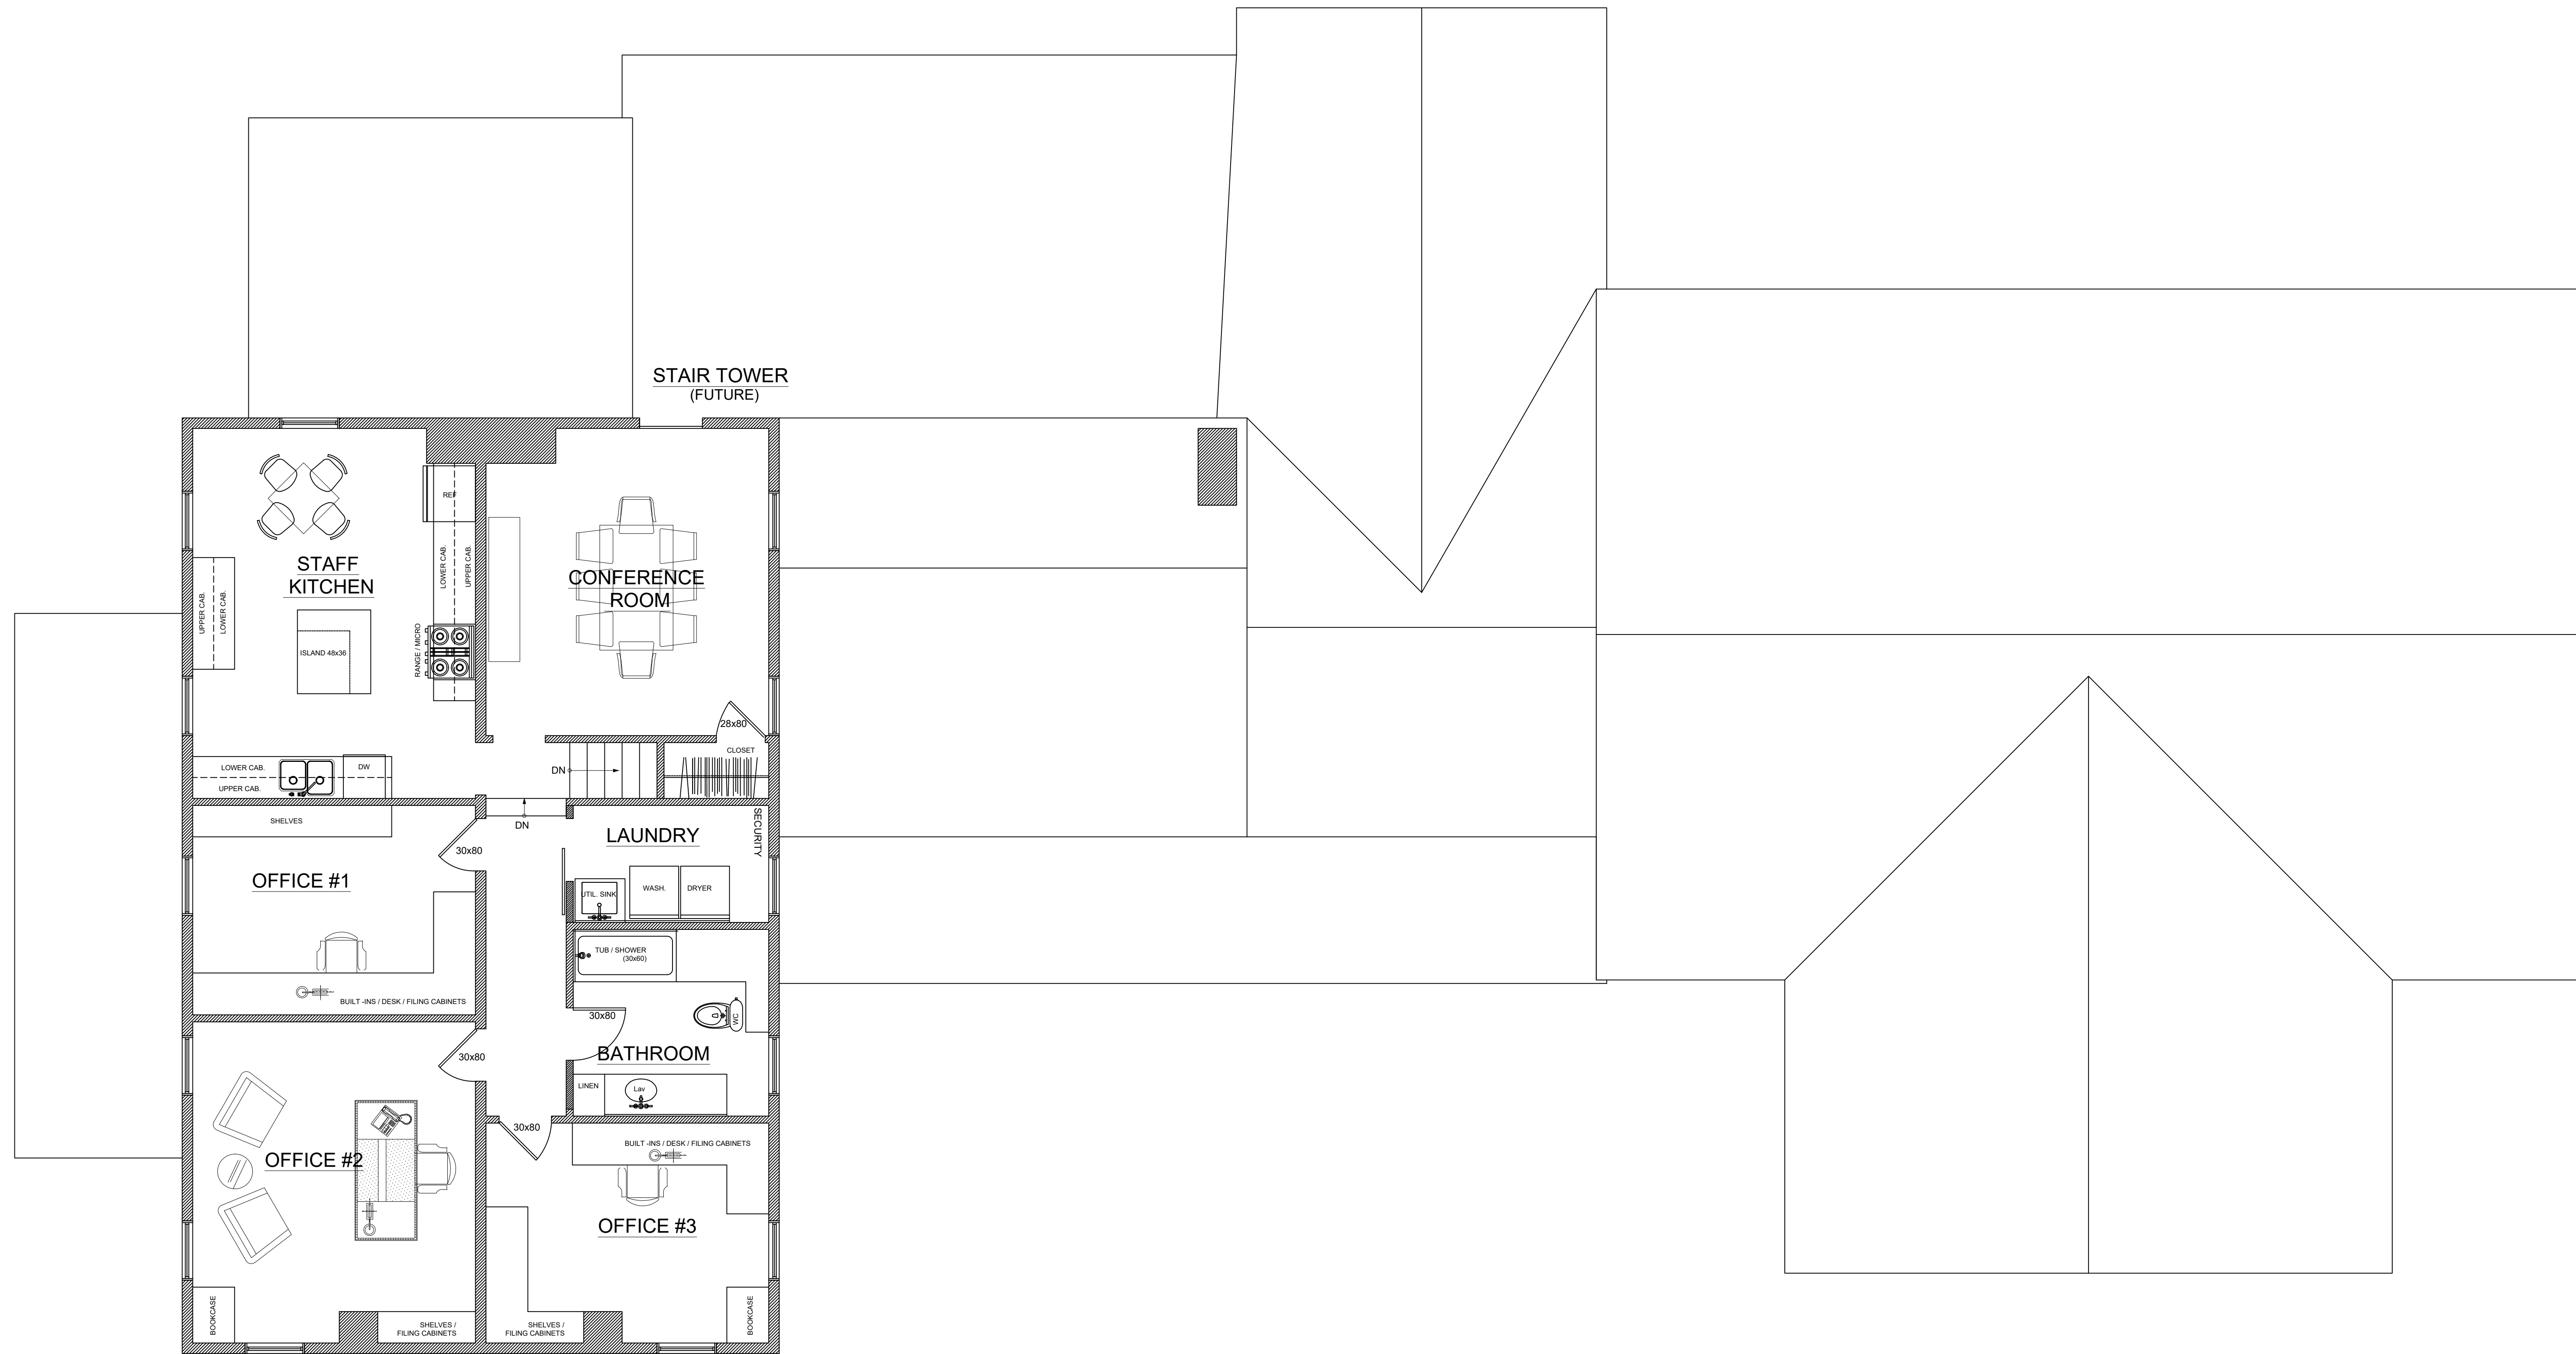 STAIR TOWER
(FUTURE)
REF
STAFF
KITCHEN
LOWER CAB.
UPPER CAB.
CONFERENCE
ROOM
UPPER CAB.
LOWER CAB.
ISLAND 48x36
RANGE / MICRO
28x80
CLOSET
LOWER CAB.
UPPER CAB.
DW
DN
DN
SHELVES
30x80
LAUNDRY
SECURITY
OFFICE #1
UTIL. SINK
WASH.
DRYER
TUB / SHOWER
(30x60)
BUILT -INS / DESK / FILING CABINETS
30x80
WC
30x80
BATHROOM
LINEN
Lav
30x80
BUILT -INS / DESK / FILING CABINETS
OFFICE #2
OFFICE #3
BOOKCASE
SHELVES /
FILING CABINETS
SHELVES /
FILING CABINETS
BOOKCASE